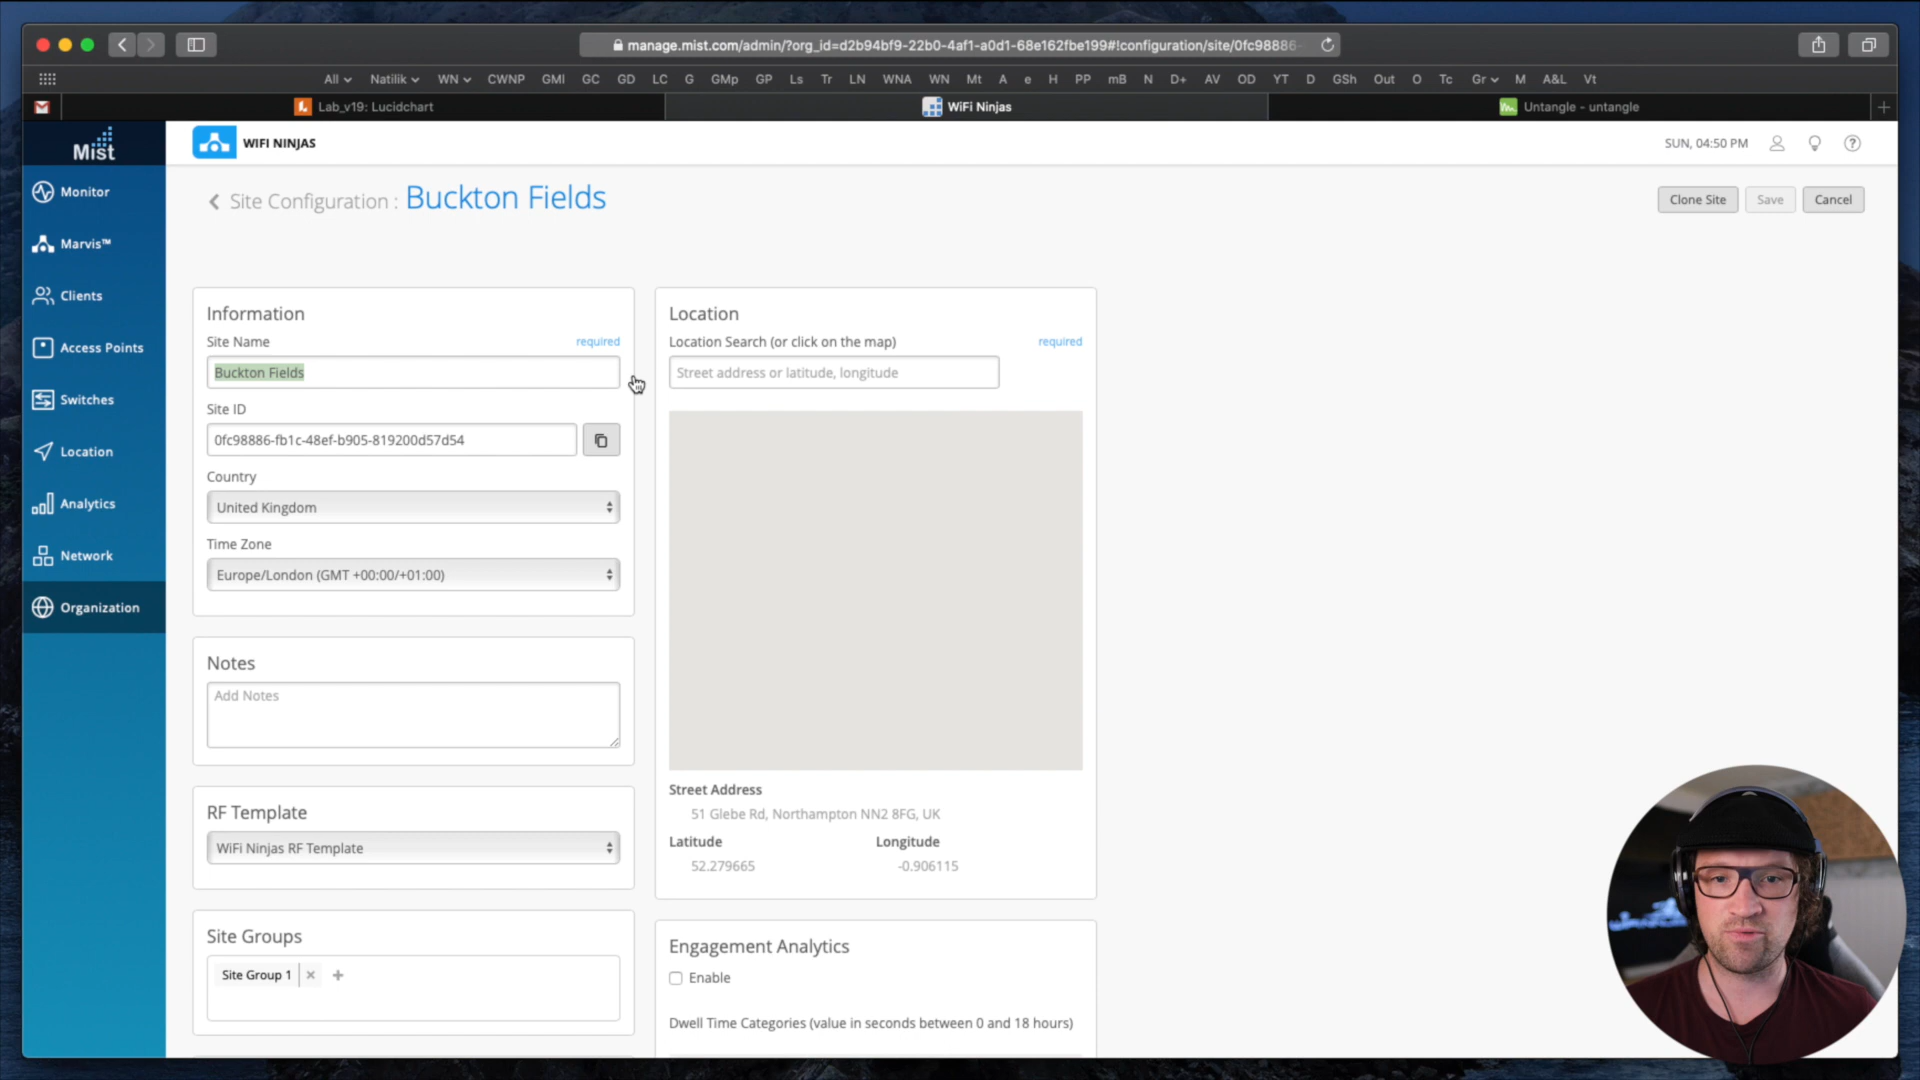 manage.mist.com/admin/?org_id=d2b94bf9-22b0-4af1-a0d1-68e162fbe199#!configuration/site/0fc98886-
All Natilik WN CWNP GMI GC GD LC G GMp GP Ls Tr LN WNA WN Mt A e H PP mB N D+ AV OD YT D GSh Out O Tc Gr M A&L Vt
Lab_v19: Lucidchart
WiFi Ninjas
Untangle - untangle
Mist
WIFI NINJAS
SUN, 04:50 PM
Monitor
Marvis™
Clients
Access Points
Switches
Location
Analytics
Network
Organization
Site Configuration : Buckton Fields
Clone Site
Save
Cancel
Information
Site Name
required
Buckton Fields
Site ID
0fc98886-fb1c-48ef-b905-819200d57d54
Country
United Kingdom
Time Zone
Europe/London (GMT +00:00/+01:00)
Notes
Add Notes
RF Template
WiFi Ninjas RF Template
Site Groups
Site Group 1
Location
Location Search (or click on the map)
required
Street address or latitude, longitude
Street Address
51 Glebe Rd, Northampton NN2 8FG, UK
Latitude
Longitude
52.279665
-0.906115
Engagement Analytics
Enable
Dwell Time Categories (value in seconds between 0 and 18 hours)